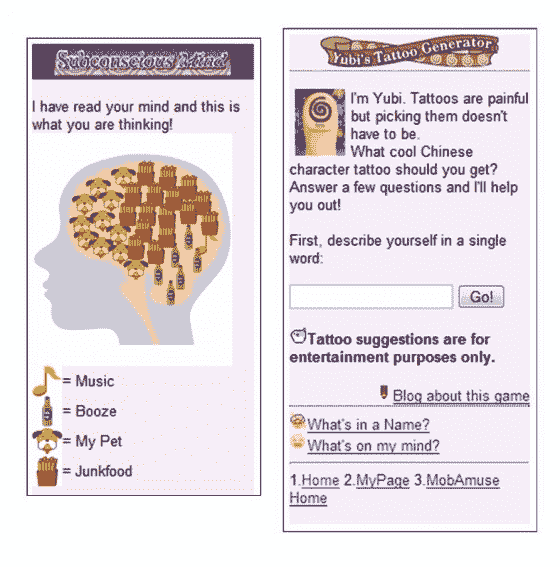 Subconscious Mind
I have read your mind and this is
what you are thinking!
= Music
= Booze
= My Pet
= Junkfood
Yubi's Tattoo Generator
I'm Yubi. Tattoos are painful
but picking them doesn't
have to be.
What cool Chinese
character tattoo should you get?
Answer a few questions and I'll help
you out!
First, describe yourself in a single
word:
Go!
Tattoo suggestions are for
entertainment purposes only.
Blog about this game
What's in a Name?
What's on my mind?
1.Home 2.MyPage 3.MobAmuse
Home